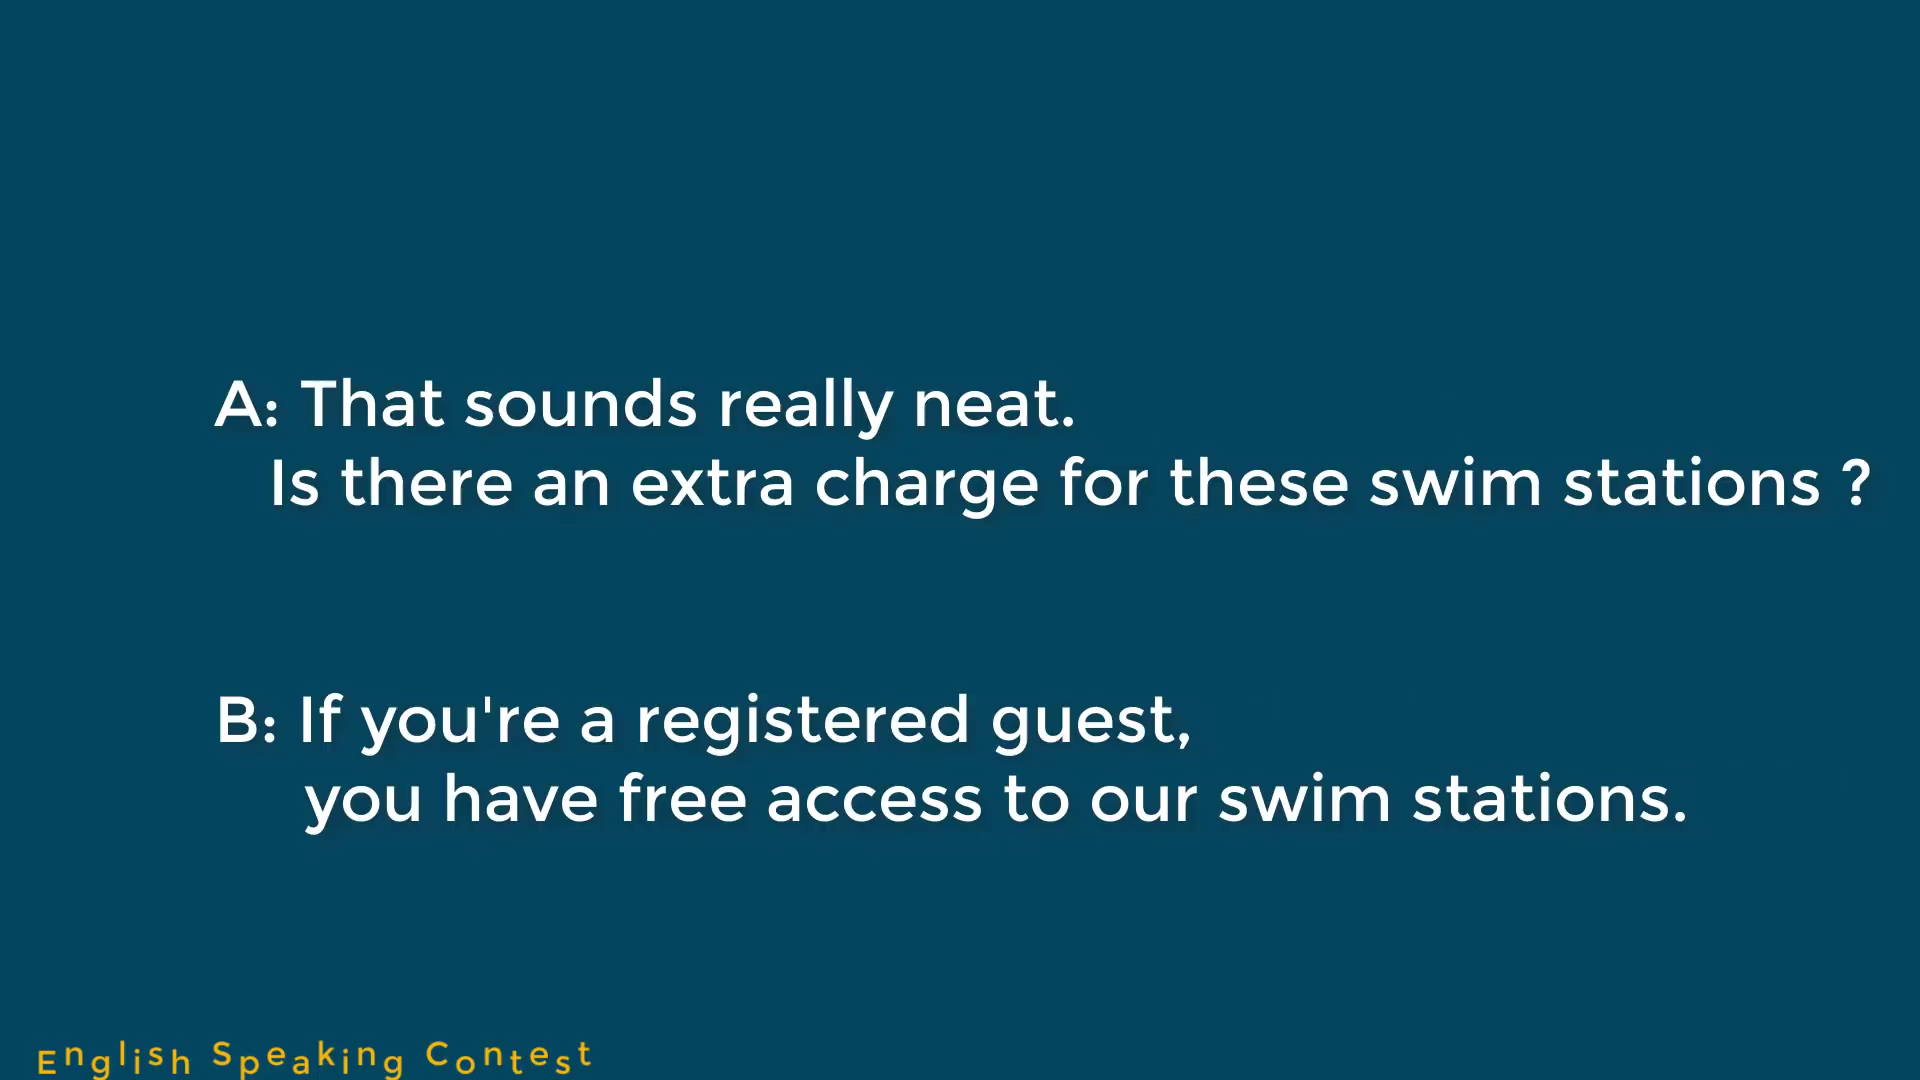 A: That sounds really neat.
Is there an extra charge for these swim stations ?
B: If you're a registered guest,
you have free access to our swim stations.
English Speaking Contest